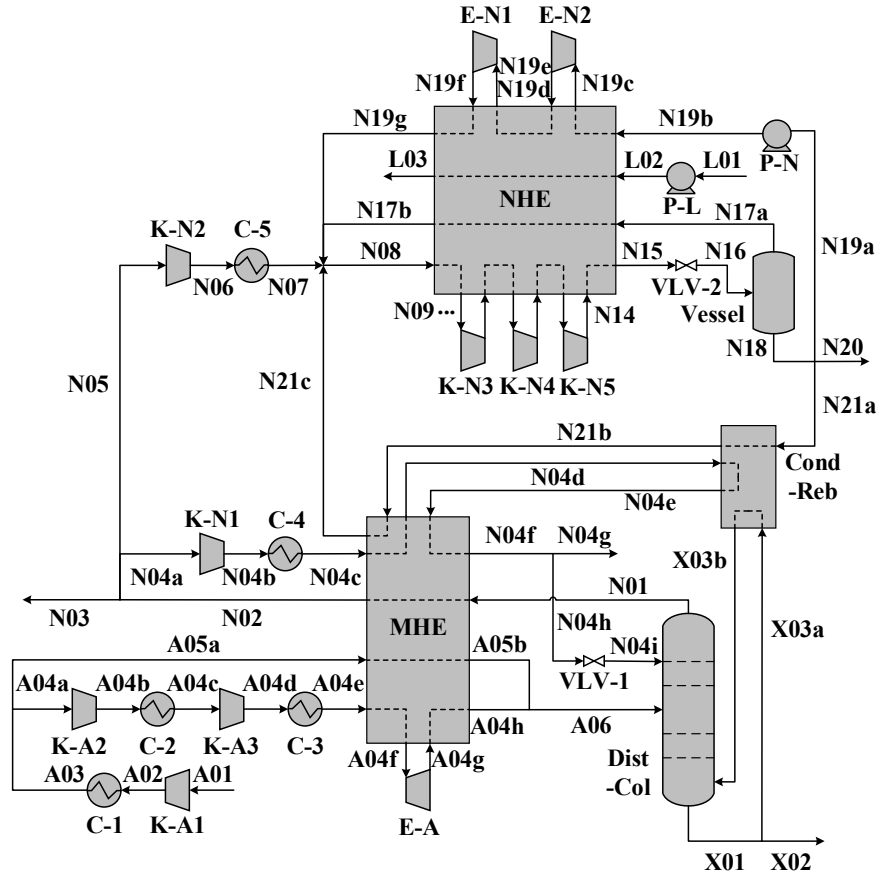 E-N1 E-N2
N19f N19e N19d N19c
N19g N19b
P-N
L03 L02 L01
P-L
NHE
N17b N17a
K-N2 C-5
N08 N15 N16
N19a
N06 N07
VLV-2
Vessel
N09 ... N14
N18 N20
K-N3 K-N4 K-N5
N05
N21c
N21a
N21b
Cond
-Reb
N04d
N04e
K-N1 C-4
N04f N04g
X03b
N04a N04b N04c
N01
N03 N02
MHE
N04h
X03a
A05a A05b
N04i
VLV-1
A04a A04b A04c A04d A04e
A04h A06
K-A2 C-2 K-A3 C-3
A04f A04g
Dist
-Col
A03 A02 A01
C-1 K-A1
E-A
X01 X02